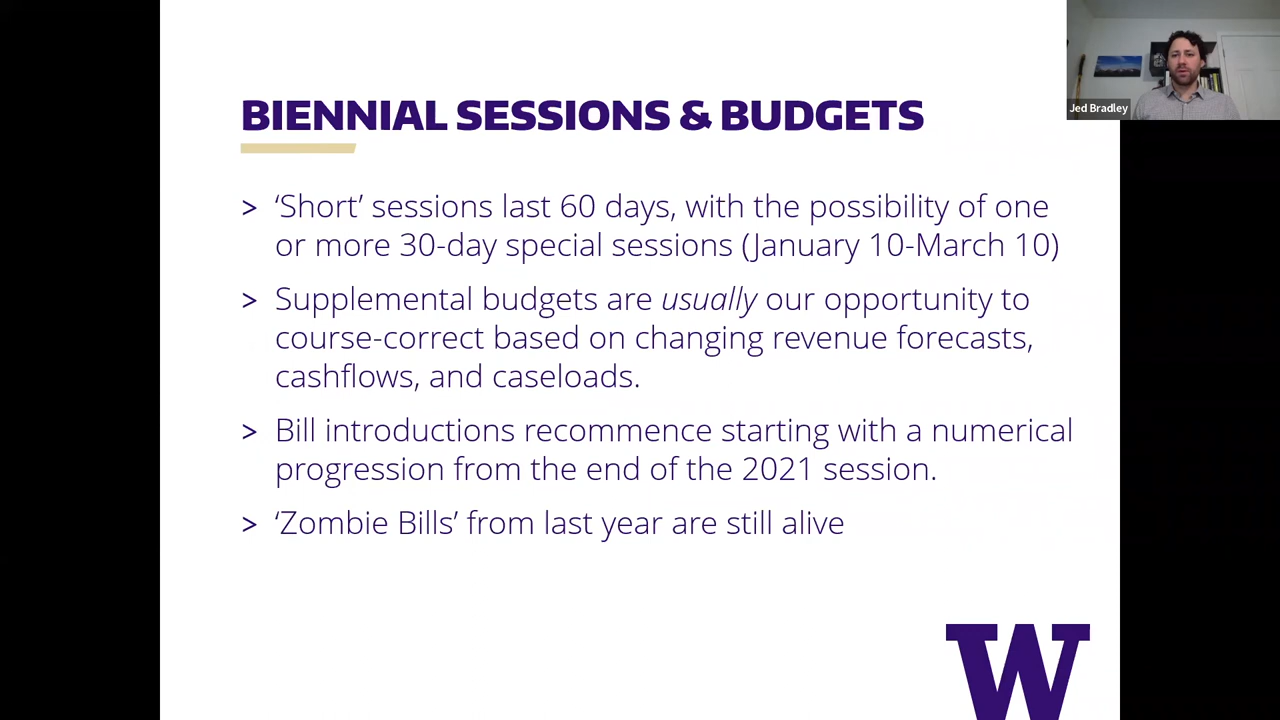 BIENNIAL SESSIONS & BUDGETS
> ‘Short’ sessions last 60 days, with the possibility of one
or more 30-day special sessions (January 10-March 10)
> Supplemental budgets are usually our opportunity to
course-correct based on changing revenue forecasts,
cashflows, and caseloads.
> Bill introductions recommence starting with a numerical
progression from the end of the 2021 session.
> ‘Zombie Bills’ from last year are still alive
W
Jed Bradley